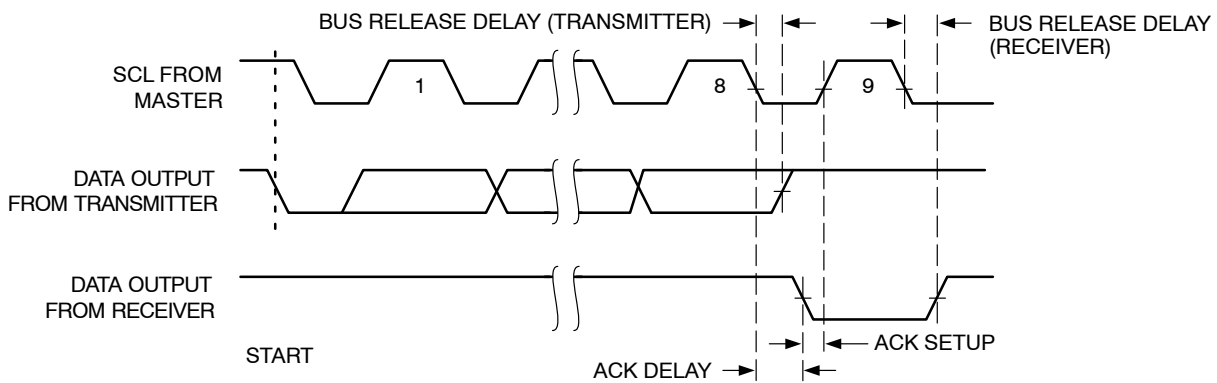 BUS RELEASE DELAY (TRANSMITTER)
BUS RELEASE DELAY
(RECEIVER)
SCL FROM
MASTER
1
8
9
DATA OUTPUT
FROM TRANSMITTER
DATA OUTPUT
FROM RECEIVER
START
ACK SETUP
ACK DELAY